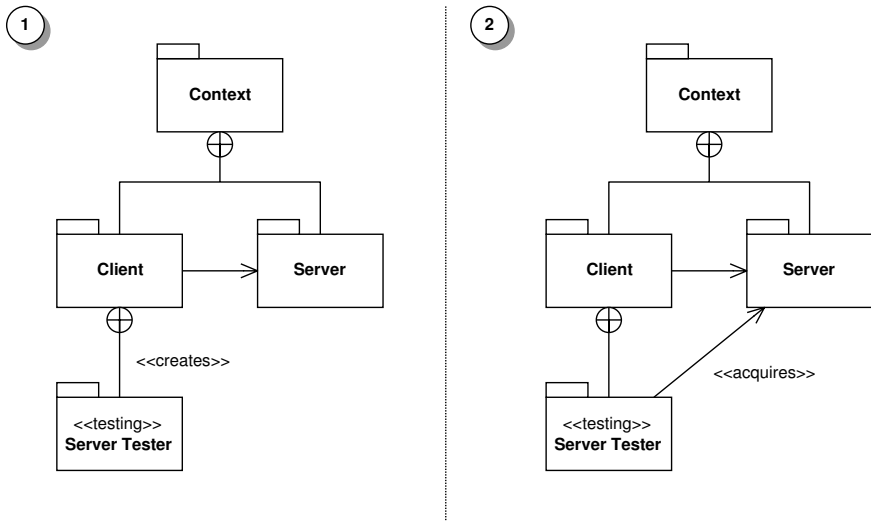 1
Context
Client
Server
<<creates>>
<<testing>>
Server Tester
2
Context
Client
Server
<<acquires>>
<<testing>>
Server Tester